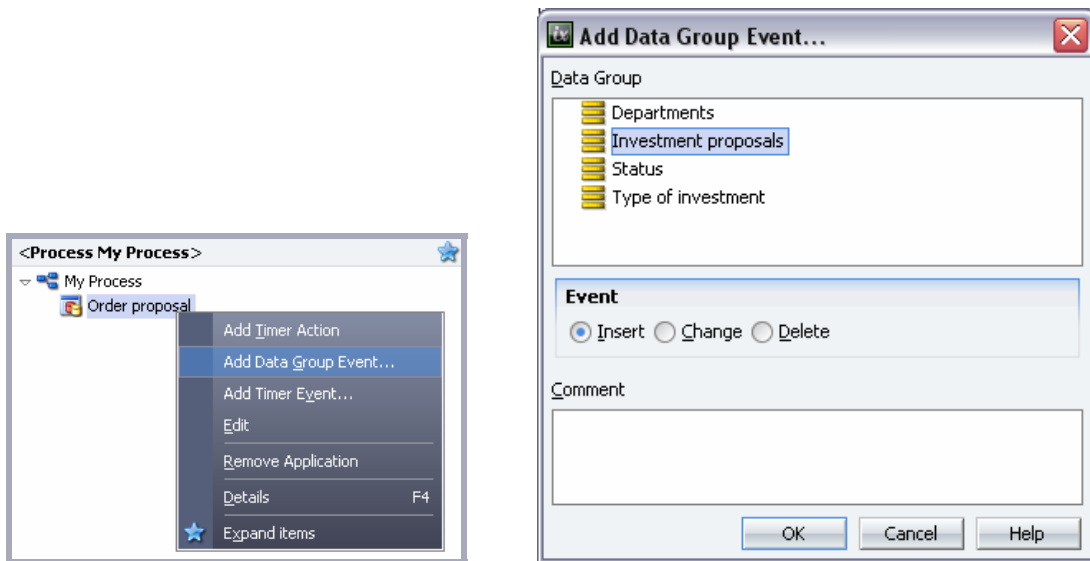 <Process My Process>
My Process
Order proposal
Add Timer Action
Add Data Group Event...
Add Timer Event...
Edit
Remove Application
Details F4
Expand items
ix Add Data Group Event...
Data Group
Departments
Investment proposals
Status
Type of investment
Event
Insert Change Delete
Comment
OK Cancel Help